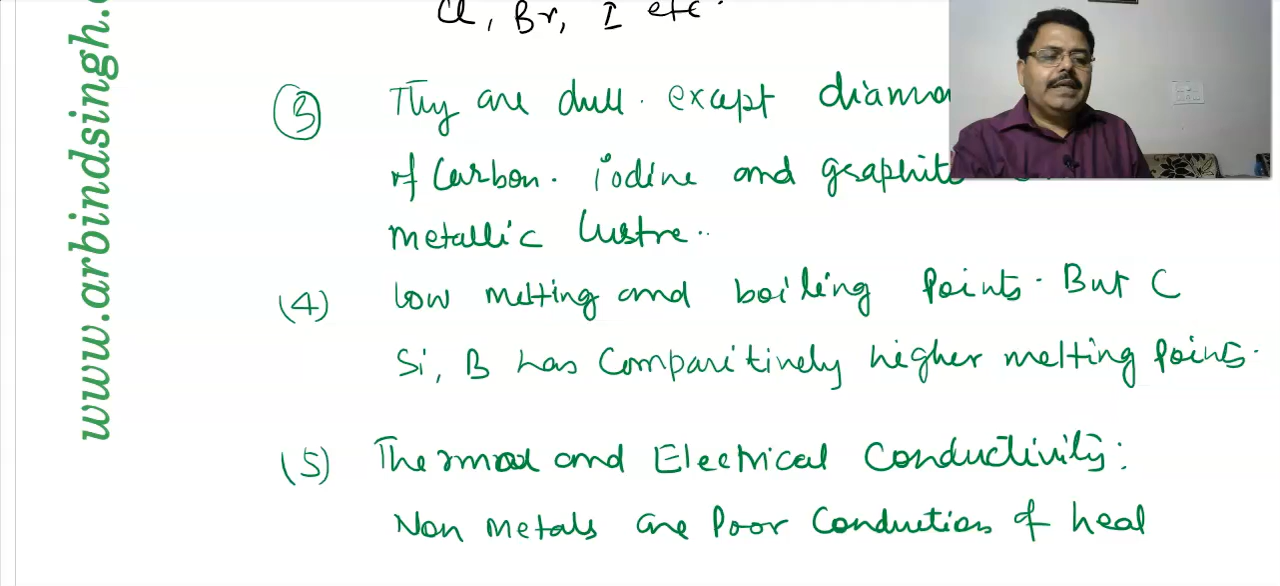 Cl, Br, I etc.
www.arbindsingh.
(3) They are dull. except
of Carbon. iodine and graphite
metallic lustre..
(4) low melting and boiling points. But C
Si, B has Comparitively higher melting points.
(5) Thermal and Electrical Conductivity:
Non metals are Poor Conduction of heat